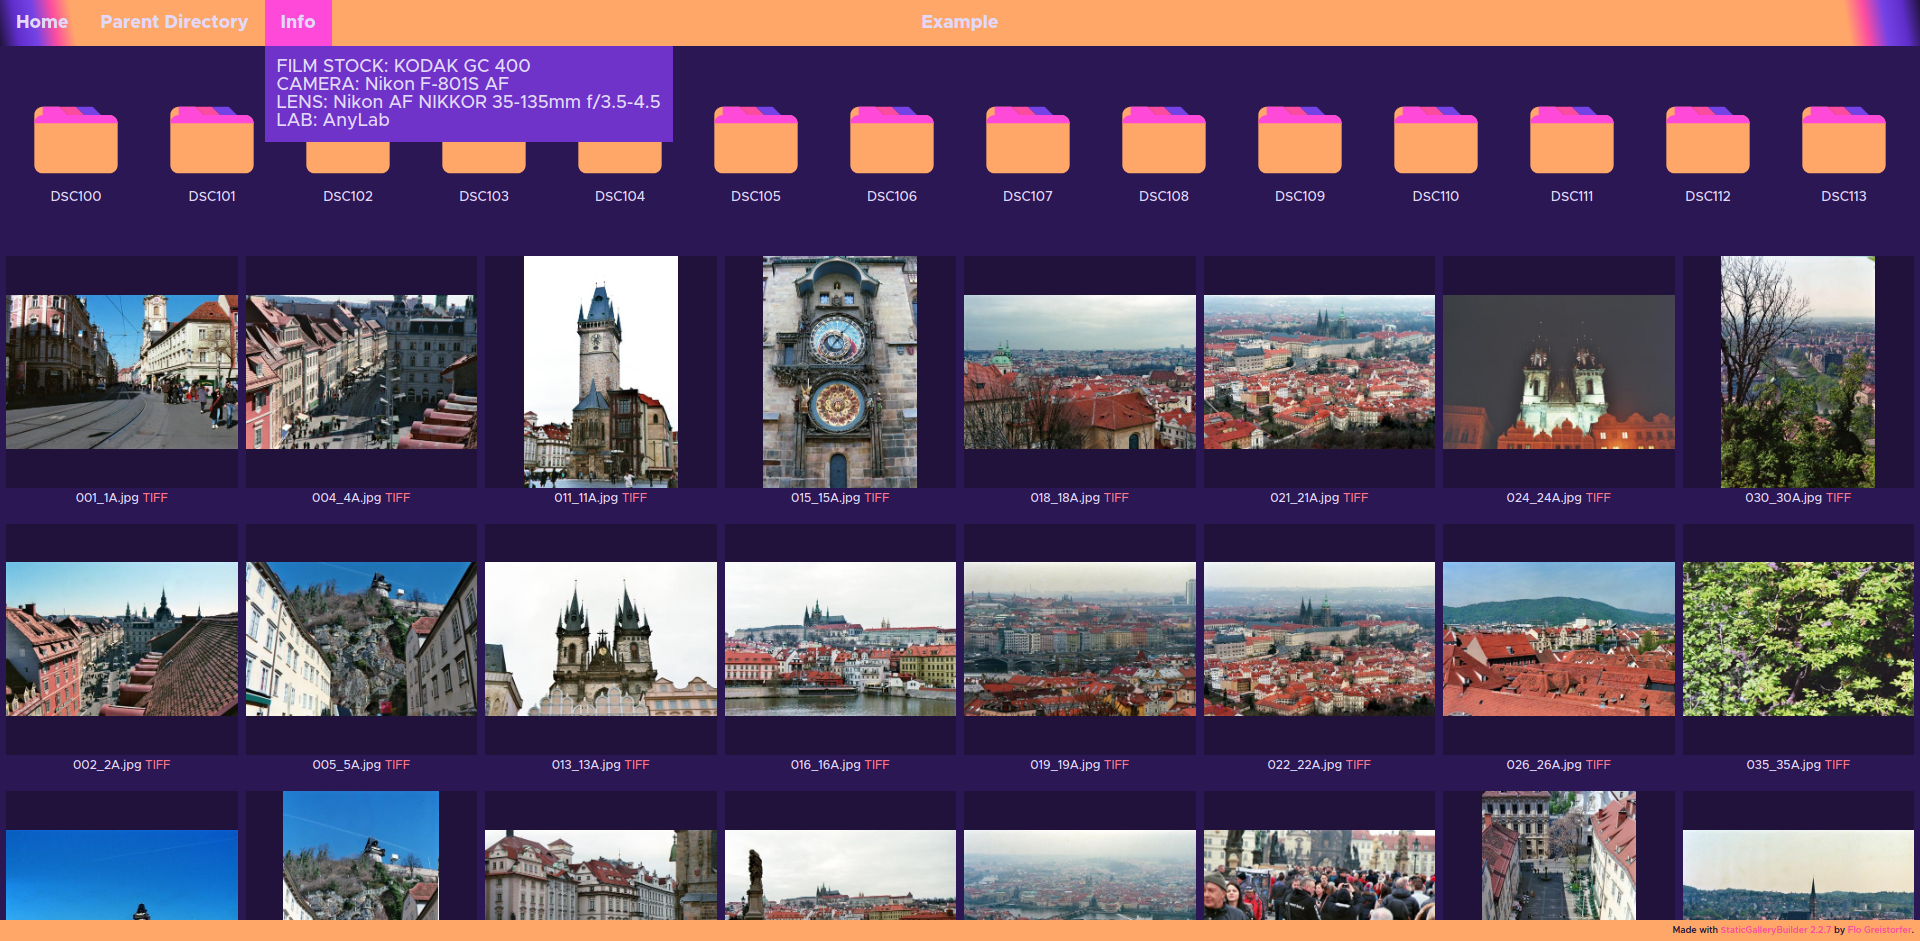 Home Parent Directory Info Example
FILM STOCK: KODAK GC 400
CAMERA: Nikon F-801S AF
LENS: Nikon AF NIKKOR 35-135mm f/3.5-4.5
LAB: AnyLab
DSC100 DSC101 DSC102 DSC103 DSC104 DSC105 DSC106 DSC107 DSC108 DSC109 DSC110 DSC111 DSC112 DSC113
001_1A.jpg TIFF 004_4A.jpg TIFF 011_11A.jpg TIFF 015_15A.jpg TIFF 018_18A.jpg TIFF 021_21A.jpg TIFF 024_24A.jpg TIFF 030_30A.jpg TIFF
002_2A.jpg TIFF 005_5A.jpg TIFF 013_13A.jpg TIFF 016_16A.jpg TIFF 019_19A.jpg TIFF 022_22A.jpg TIFF 026_26A.jpg TIFF 035_35A.jpg TIFF
Made with StaticGalleryBuilder 2.2.7 by Flo Greistorfer.